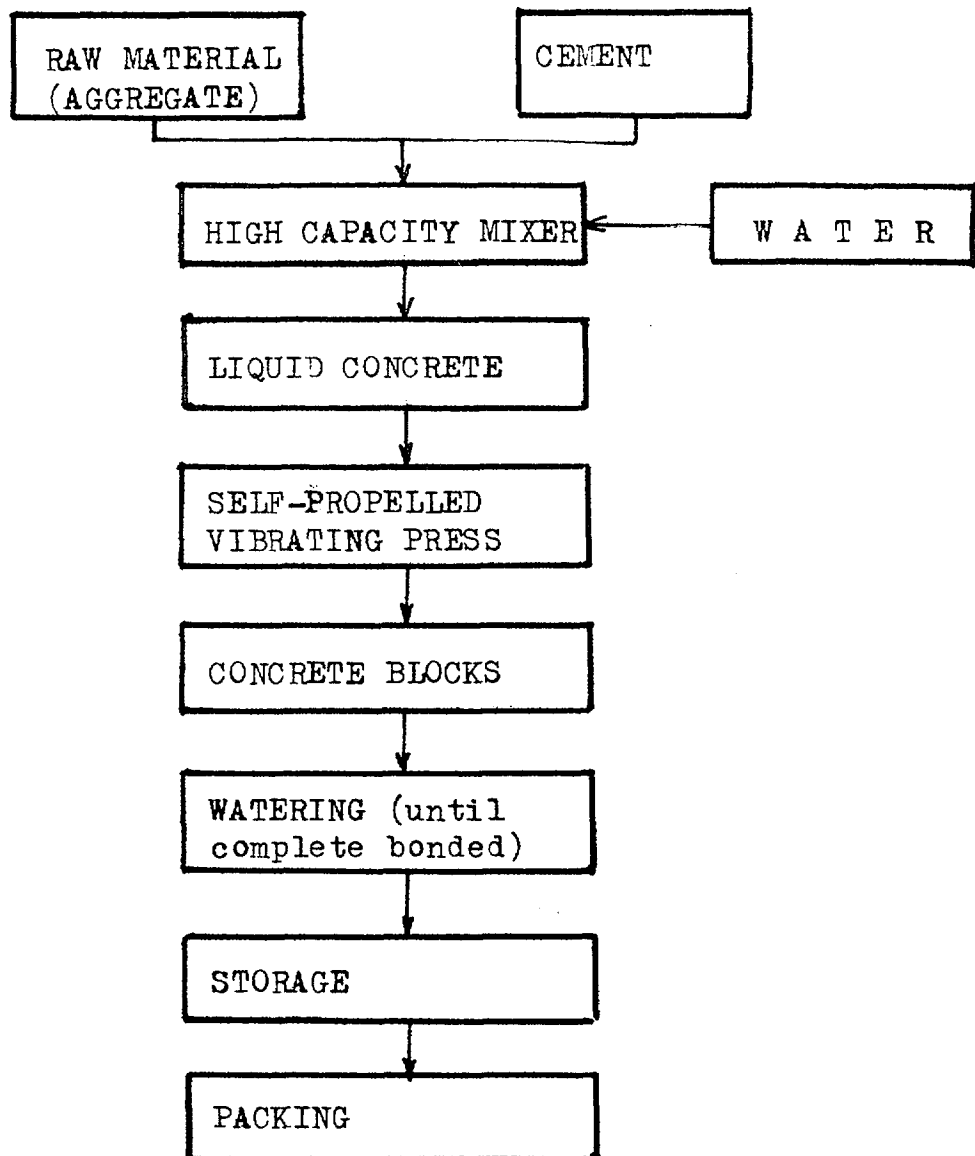 RAW MATERIAL
(AGGREGATE)
CEMENT
HIGH CAPACITY MIXER
W A T E R
LIQUID CONCRETE
SELF-PROPELLED
VIBRATING PRESS
CONCRETE BLOCKS
WATERING (until
complete bonded)
STORAGE
PACKING